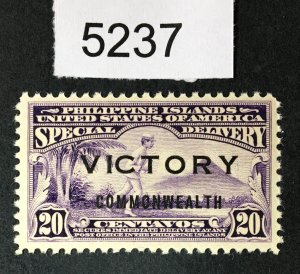 5237
PHILIPPINE ISLANDS
UNITED STATES OF AMERICA
SPECIAL DELIVERY
VICTORY
COMMONWEALTH
20 CENTAVOS 20
SECURES IMMEDIATE DELIVERY AT ANY
POST OFFICE IN THE PHILIPPINE ISLANDS